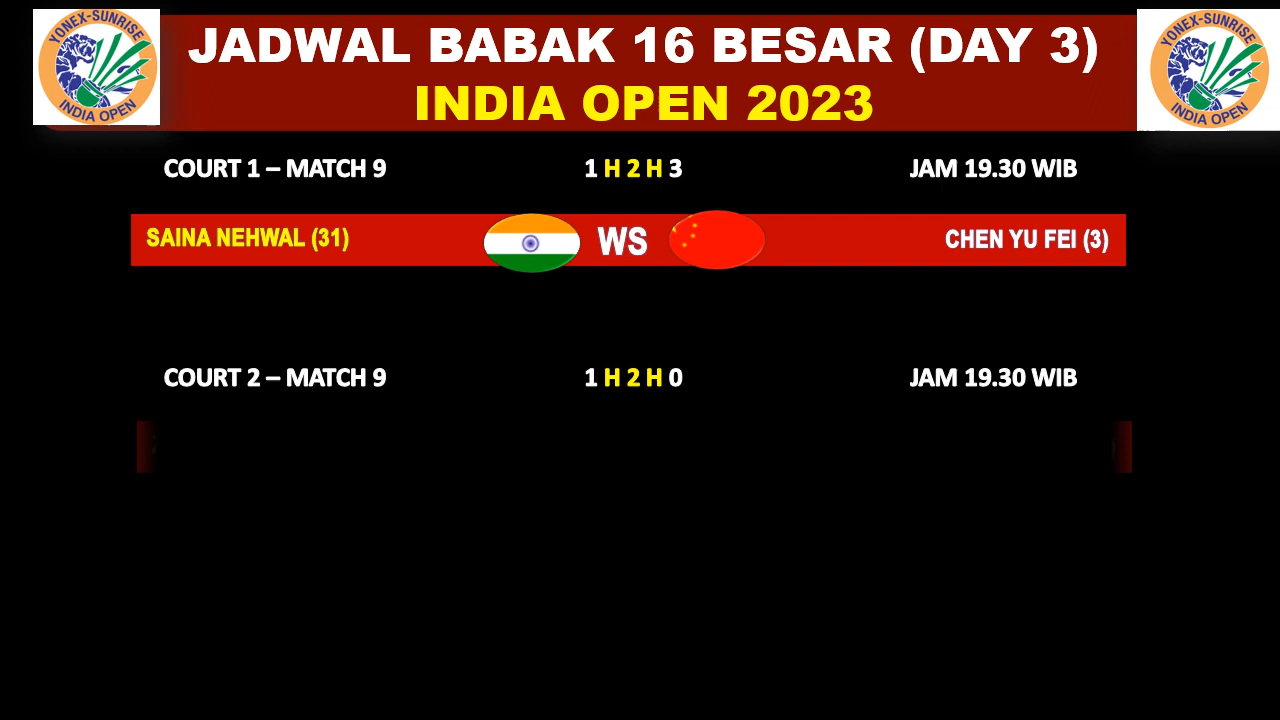 YONEX-SUNRISE
INDIA OPEN
JADWAL BABAK 16 BESAR (DAY 3)
INDIA OPEN 2023
YONEX-SUNRISE
INDIA OPEN
COURT 1 – MATCH 9 1 H 2 H 3 JAM 19.30 WIB
SAINA NEHWAL (31) WS CHEN YU FEI (3)
COURT 2 – MATCH 9 1 H 2 H 0 JAM 19.30 WIB